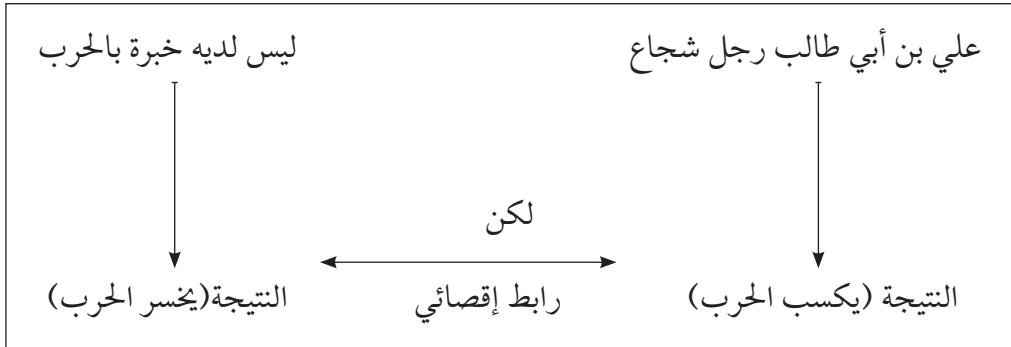 علي بن أبي طالب رجل شجاع
ليس لديه خبرة بالحرب
لكن
النتيجة (يكسب الحرب)
رابط إقصائي
النتيجة(يخسر الحرب)